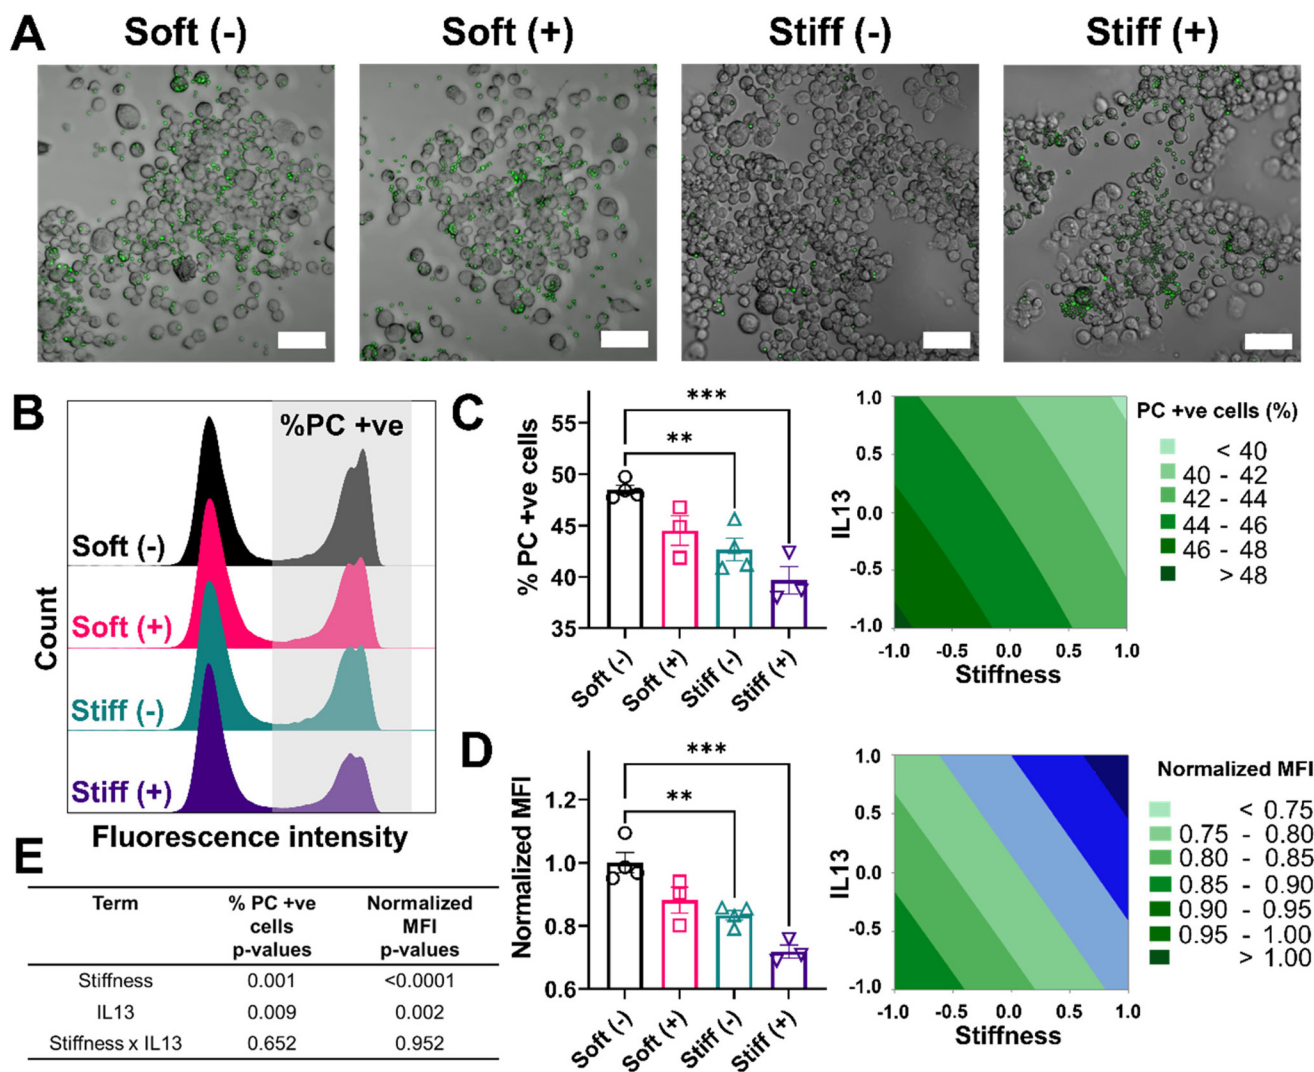 A
Soft (-)
Soft (+)
Stiff (-)
Stiff (+)
B
%PC +ve
Soft (-)
Soft (+)
Stiff (-)
Stiff (+)
Count
Fluorescence intensity
C
% PC +ve cells
55
50
45
40
35
***
**
Soft (-)
Soft (+)
Stiff (-)
Stiff (+)
IL13
1.0
0.5
0.0
-0.5
-1.0
-1.0 -0.5 0.0 0.5 1.0
Stiffness
PC +ve cells (%)
< 40
40 - 42
42 - 44
44 - 46
46 - 48
> 48
D
Normalized MFI
1.2
1.0
0.8
0.6
***
**
Soft (-)
Soft (+)
Stiff (-)
Stiff (+)
IL13
1.0
0.5
0.0
-0.5
-1.0
-1.0 -0.5 0.0 0.5 1.0
Stiffness
Normalized MFI
< 0.75
0.75 - 0.80
0.80 - 0.85
0.85 - 0.90
0.90 - 0.95
0.95 - 1.00
> 1.00
E
Term % PC +ve cells p-values Normalized MFI p-values
Stiffness 0.001 <0.0001
IL13 0.009 0.002
Stiffness x IL13 0.652 0.952